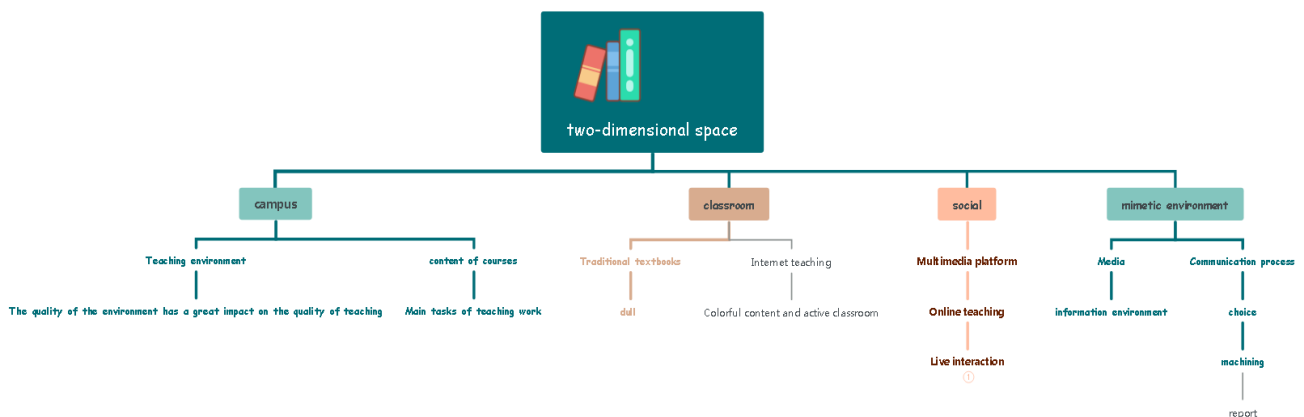 two-dimensional space
campus
classroom
social
mimetic environment
Teaching environment
content of courses
Traditional textbooks
Internet teaching
Multimedia platform
Media
Communication process
The quality of the environment has a great impact on the quality of teaching
Main tasks of teaching work
dull
Colorful content and active classroom
Online teaching
information environment
choice
Live interaction
machining
①
report